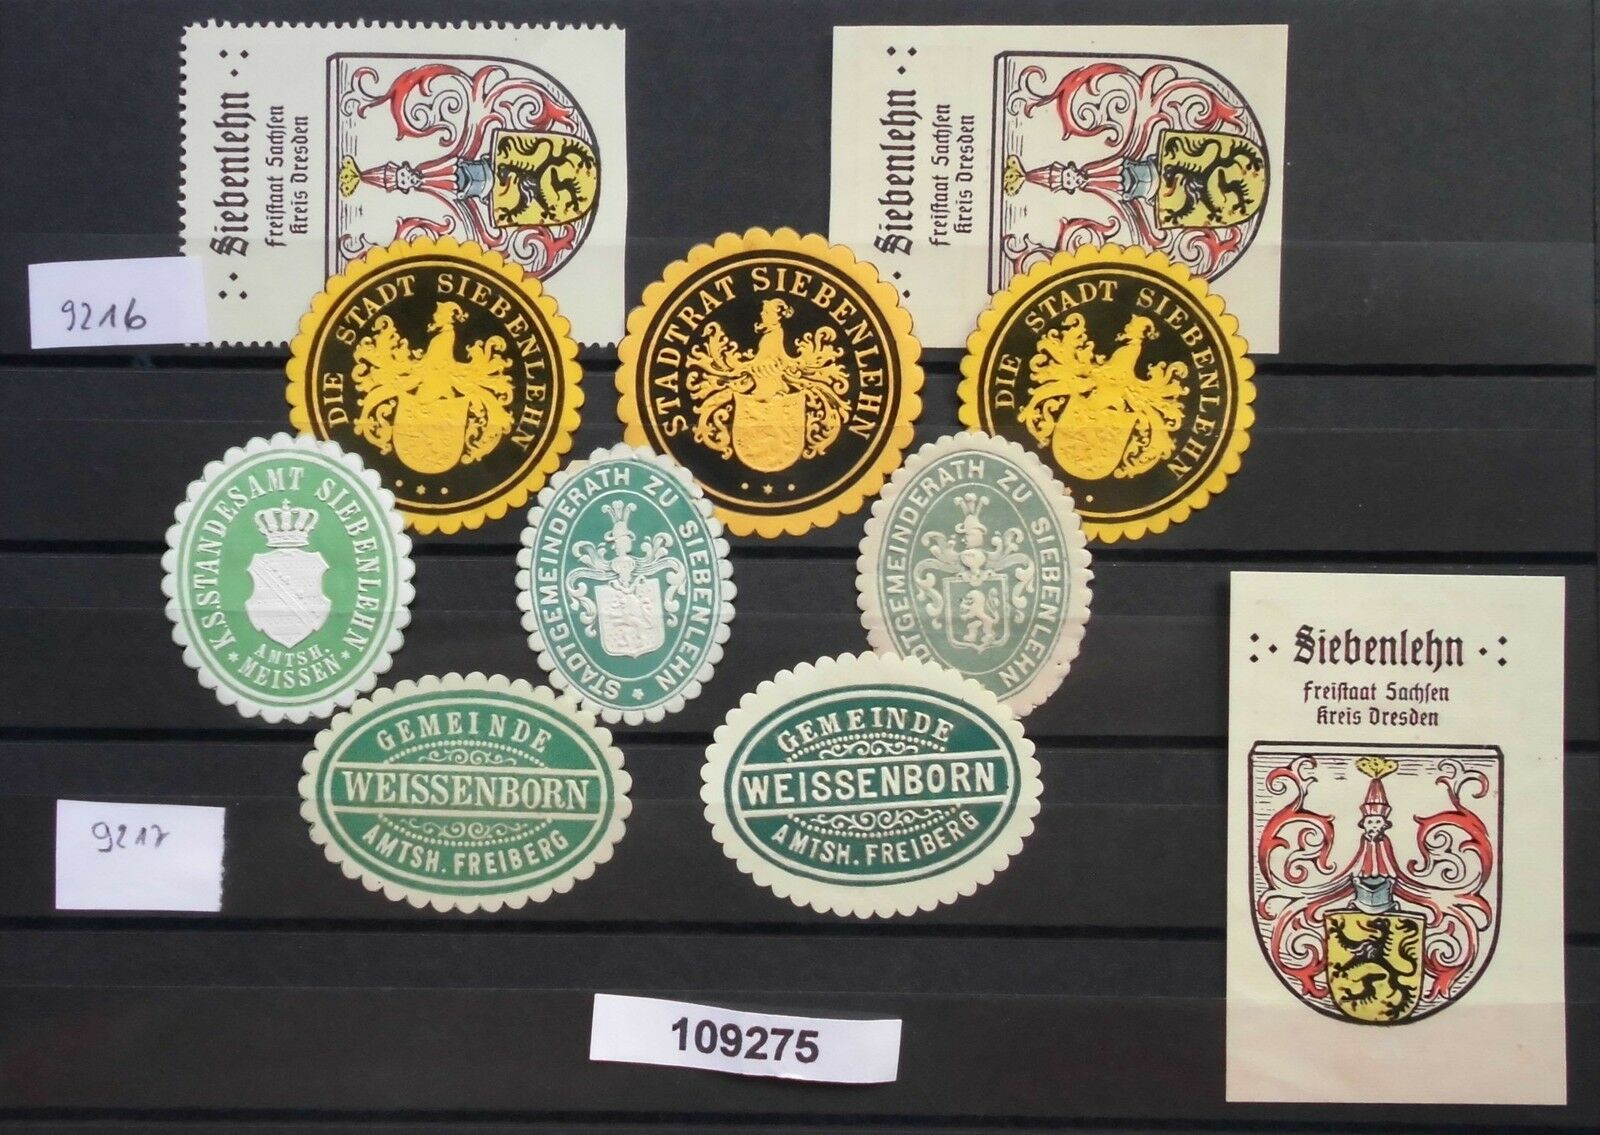 ·: Siebenlehn :·
Freistaat Sachsen
Kreis Dresden
·: Siebenlehn :·
Freistaat Sachsen
Kreis Dresden
9216
DIE STADT SIEBENLEHN
STADTRAT SIEBENLEHN
DIE STADT SIEBENLEHN
K.S.STANDESAMT SIEBENLEHN
AMTSH.
MEISSEN
STADTGEMEINDERATH ZU SIEBENLEHN
DTGEMEINDERATH ZU SIEBENLEHN
:· Siebenlehn ·:
Freistaat Sachsen
Kreis Dresden
GEMEINDE
WEISSENBORN
AMTSH. FREIBERG
GEMEINDE
WEISSENBORN
AMTSH. FREIBERG
9217
109275